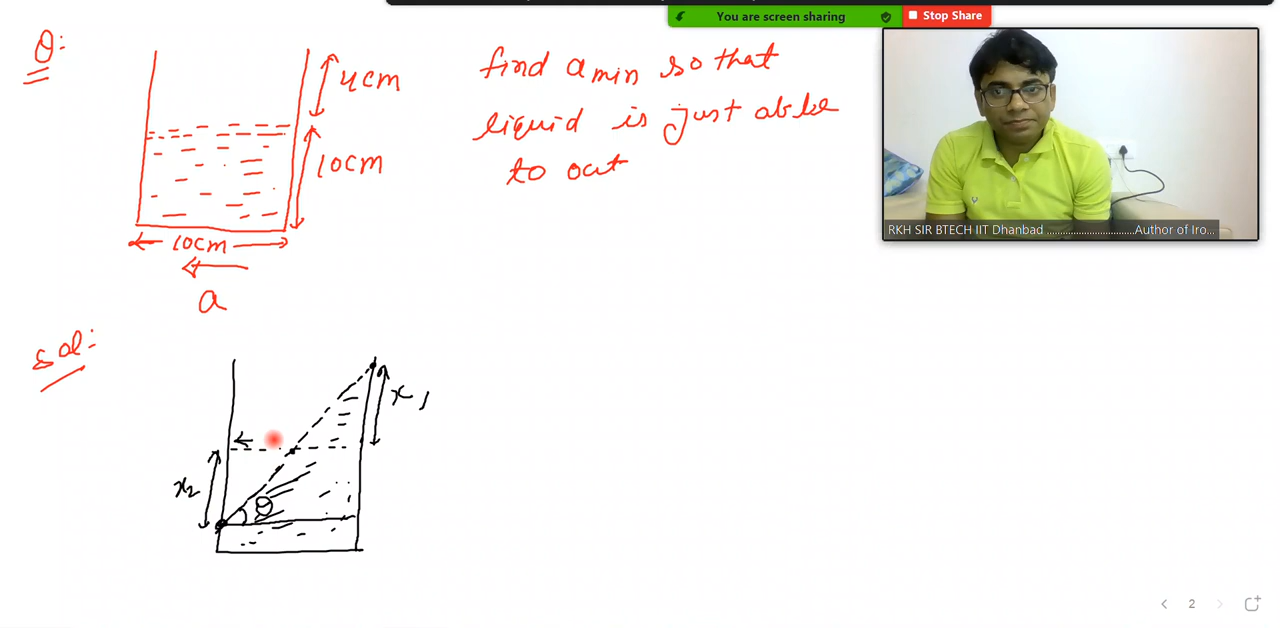 You are screen sharing
Stop Share
Q:
4cm
10cm
10cm
a
find a min so that
liquid is just able
to out
RKH SIR BTECH IIT Dhanbad ..................................Author of Iro...
Sol:
x1
x2
θ
2